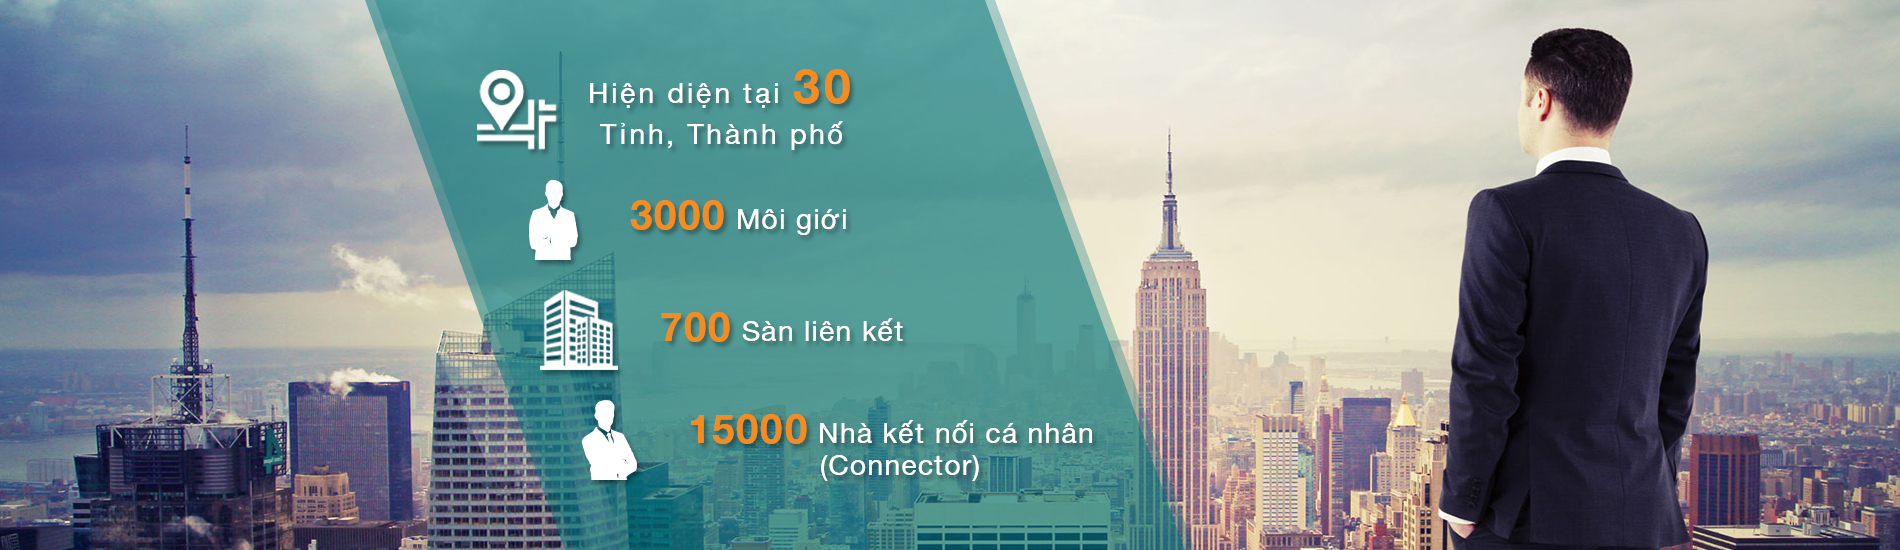 Hiện diện tại 30
Tỉnh, Thành phố
3000 Môi giới
700 Sàn liên kết
15000 Nhà kết nối cá nhân
(Connector)